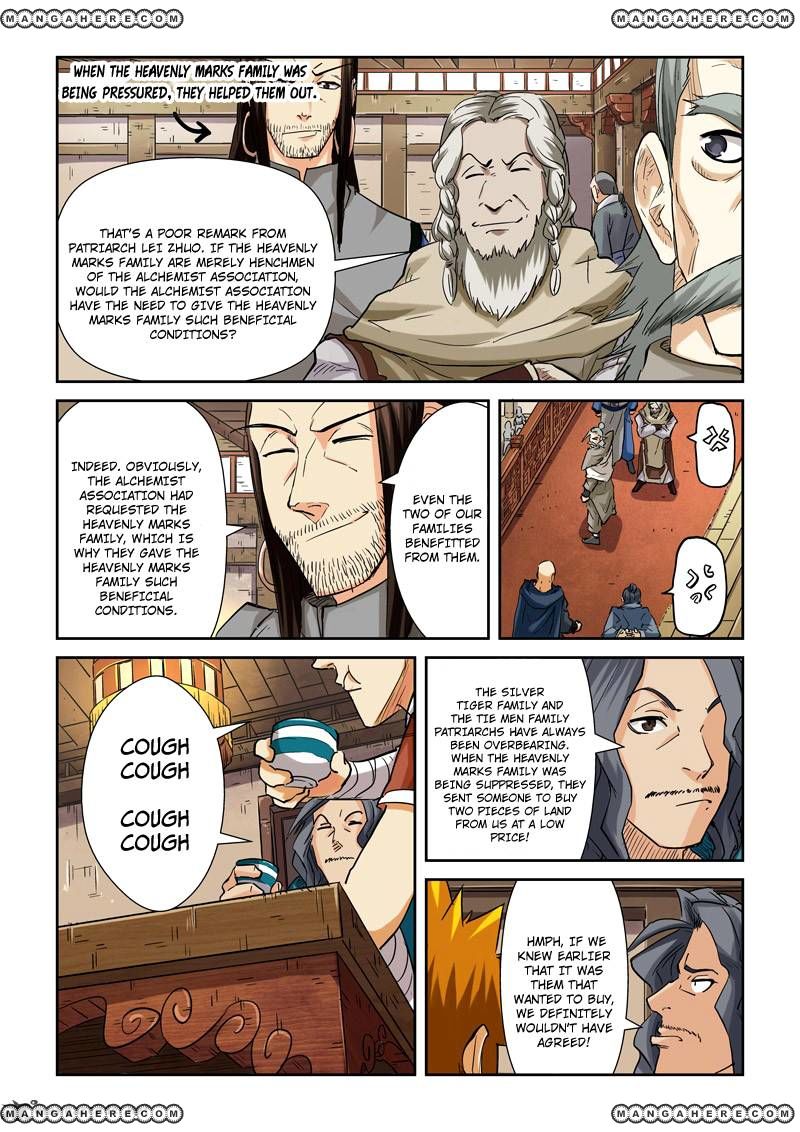 MANGAHERE.COM
MANGAHERE.COM
WHEN THE HEAVENLY MARKS FAMILY WAS
BEING PRESSURED, THEY HELPED THEM OUT.
THAT'S A POOR REMARK FROM
PATRIARCH LEI ZHUO. IF THE HEAVENLY
MARKS FAMILY ARE MERELY HENCHMEN
OF THE ALCHEMIST ASSOCIATION,
WOULD THE ALCHEMIST ASSOCIATION
HAVE THE NEED TO GIVE THE HEAVENLY
MARKS FAMILY SUCH BENEFICIAL
CONDITIONS?
INDEED. OBVIOUSLY,
THE ALCHEMIST
ASSOCIATION HAD
REQUESTED THE
HEAVENLY MARKS
FAMILY, WHICH IS
WHY THEY GAVE THE
HEAVENLY MARKS
FAMILY SUCH
BENEFICIAL
CONDITIONS.
EVEN THE
TWO OF OUR
FAMILIES
BENEFITTED
FROM THEM.
COUGH
COUGH
COUGH
COUGH
THE SILVER
TIGER FAMILY AND
THE TIE MEN FAMILY
PATRIARCHS HAVE ALWAYS
BEEN OVERBEARING.
WHEN THE HEAVENLY
MARKS FAMILY WAS
BEING SUPPRESSED, THEY
SENT SOMEONE TO BUY
TWO PIECES OF LAND
FROM US AT A LOW
PRICE!
HMPH, IF WE
KNEW EARLIER
THAT IT WAS
THEM THAT
WANTED TO BUY,
WE DEFINITELY
WOULDN'T HAVE
AGREED!
MANGAHERE.COM
MANGAHERE.COM